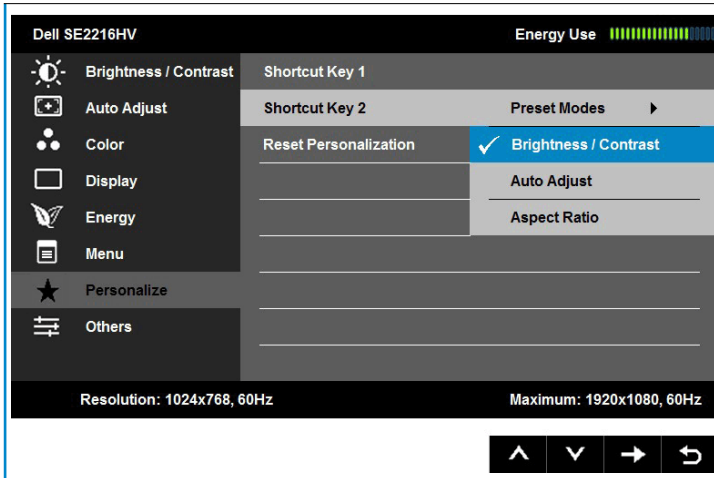 Dell SE2216HV Energy Use
Brightness / Contrast Shortcut Key 1
Auto Adjust Shortcut Key 2 Preset Modes
Color Reset Personalization Brightness / Contrast
Display Auto Adjust
Energy Aspect Ratio
Menu
Personalize
Others
Resolution: 1024x768, 60Hz Maximum: 1920x1080, 60Hz